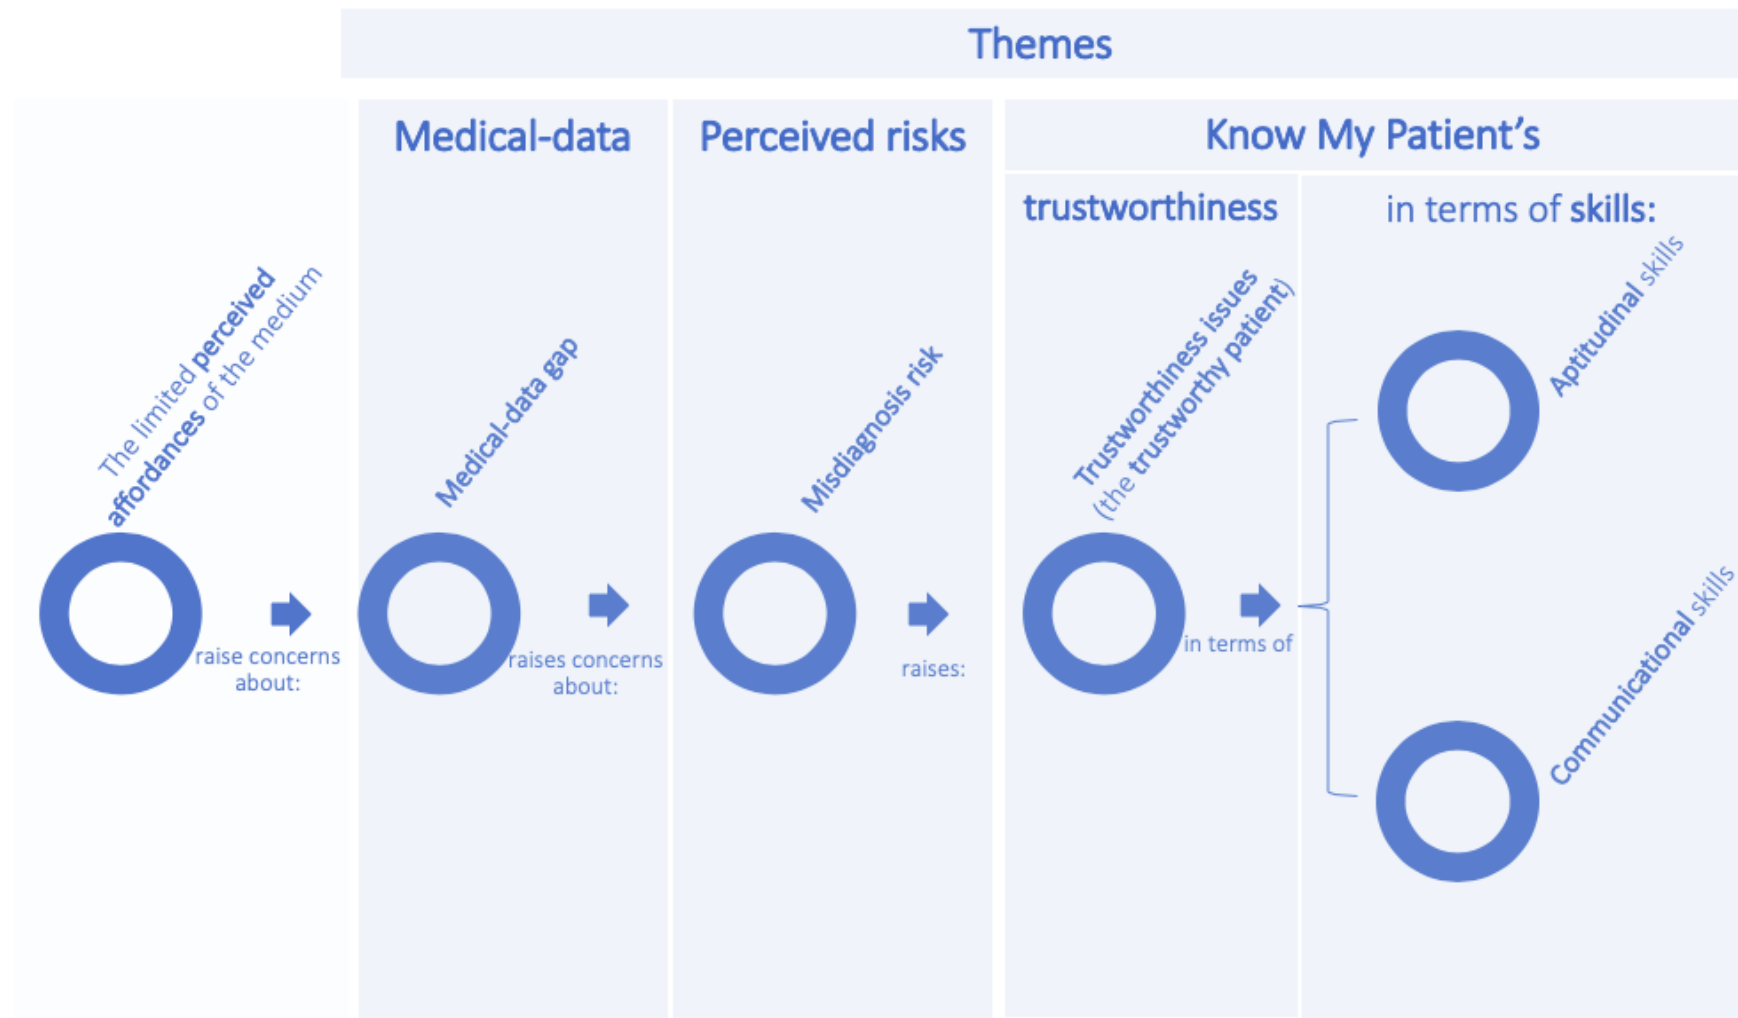 Themes
Medical-data
Perceived risks
Know My Patient's
trustworthiness
in terms of skills:
The limited perceived
affordances of the medium
raise concerns
about:
Medical-data gap
raises concerns
about:
Misdiagnosis risk
raises:
Trustworthiness issues
(the trustworthy patient)
in terms of
Aptitudinal skills
Communicational skills